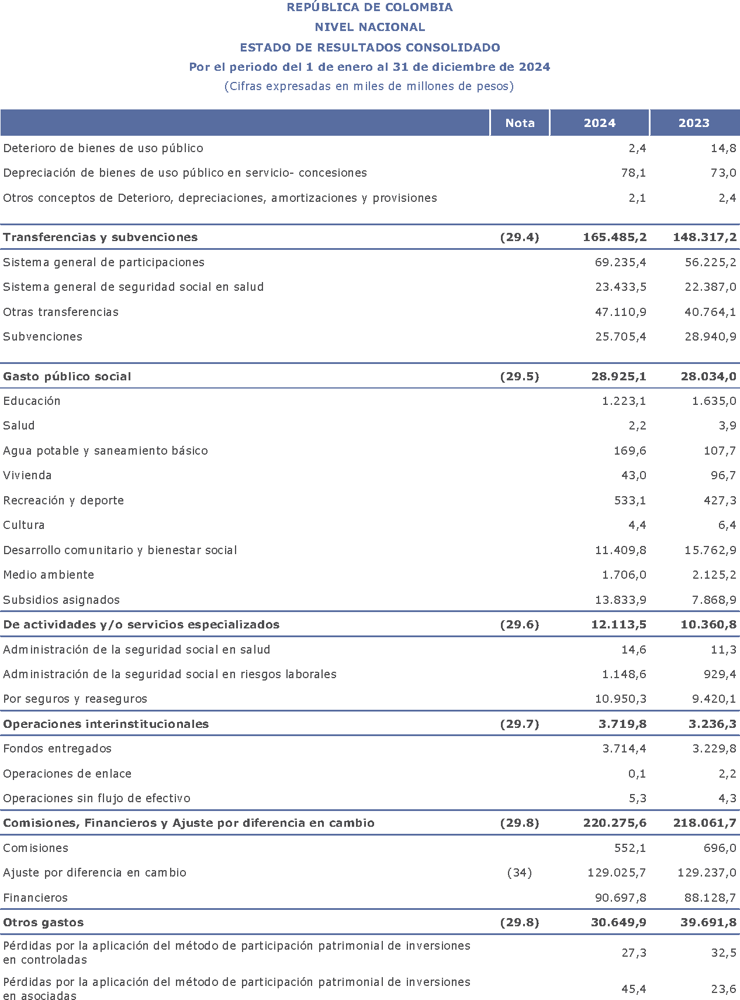 REPÚBLICA DE COLOMBIA
NIVEL NACIONAL
ESTADO DE RESULTADOS CONSOLIDADO
Por el periodo del 1 de enero al 31 de diciembre de 2024
(Cifras expresadas en miles de millones de pesos)
Nota 2024 2023
Deterioro de bienes de uso público 2,4 14,8
Depreciación de bienes de uso público en servicio- concesiones 78,1 73,0
Otros conceptos de Deterioro, depreciaciones, amortizaciones y provisiones 2,1 2,4
Transferencias y subvenciones (29.4) 165.485,2 148.317,2
Sistema general de participaciones 69.235,4 56.225,2
Sistema general de seguridad social en salud 23.433,5 22.387,0
Otras transferencias 47.110,9 40.764,1
Subvenciones 25.705,4 28.940,9
Gasto público social (29.5) 28.925,1 28.034,0
Educación 1.223,1 1.635,0
Salud 2,2 3,9
Agua potable y saneamiento básico 169,6 107,7
Vivienda 43,0 96,7
Recreación y deporte 533,1 427,3
Cultura 4,4 6,4
Desarrollo comunitario y bienestar social 11.409,8 15.762,9
Medio ambiente 1.706,0 2.125,2
Subsidios asignados 13.833,9 7.868,9
De actividades y/o servicios especializados (29.6) 12.113,5 10.360,8
Administración de la seguridad social en salud 14,6 11,3
Administración de la seguridad social en riesgos laborales 1.148,6 929,4
Por seguros y reaseguros 10.950,3 9.420,1
Operaciones interinstitucionales (29.7) 3.719,8 3.236,3
Fondos entregados 3.714,4 3.229,8
Operaciones de enlace 0,1 2,2
Operaciones sin flujo de efectivo 5,3 4,3
Comisiones, Financieros y Ajuste por diferencia en cambio (29.8) 220.275,6 218.061,7
Comisiones 552,1 696,0
Ajuste por diferencia en cambio (34) 129.025,7 129.237,0
Financieros 90.697,8 88.128,7
Otros gastos (29.8) 30.649,9 39.691,8
Pérdidas por la aplicación del método de participación patrimonial de inversiones
en controladas 27,3 32,5
Pérdidas por la aplicación del método de participación patrimonial de inversiones
en asociadas 45,4 23,6